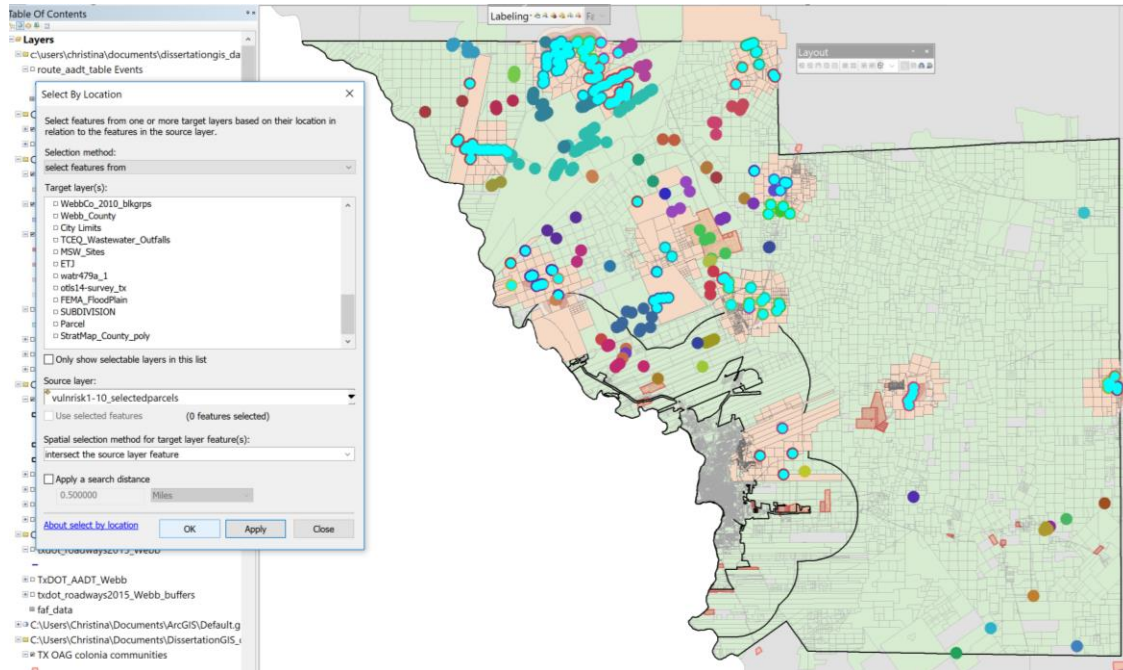 Table Of Contents
Layers
c:\users\christina\documents\dissertationgis_da
route_aadt_table Events
Select By Location
Select features from one or more target layers based on their location in
relation to the features in the source layer.
Selection method:
select features from
Target layer(s):
WebbCo_2010_blkgrps
Webb_County
City Limits
TCEQ_Wastewater_Outfalls
MSW_Sites
ETJ
watr479a_1
otls14-survey_tx
FEMA_FloodPlain
SUBDIVISION
Parcel
StratMap_County_poly
Only show selectable layers in this list
Source layer:
vulnrisk1-10_selectedparcels
Use selected features (0 features selected)
Spatial selection method for target layer feature(s):
intersect the source layer feature
Apply a search distance
0.500000 Miles
About select by location OK Apply Close
txdot_roadways2015_Webb
TxDOT_AADT_Webb
txdot_roadways2015_Webb_buffers
faf_data
C:\Users\Christina\Documents\ArcGIS\Default.g
C:\Users\Christina\Documents\DissertationGIS_
TX OAG colonia communities
Labeling
Layout